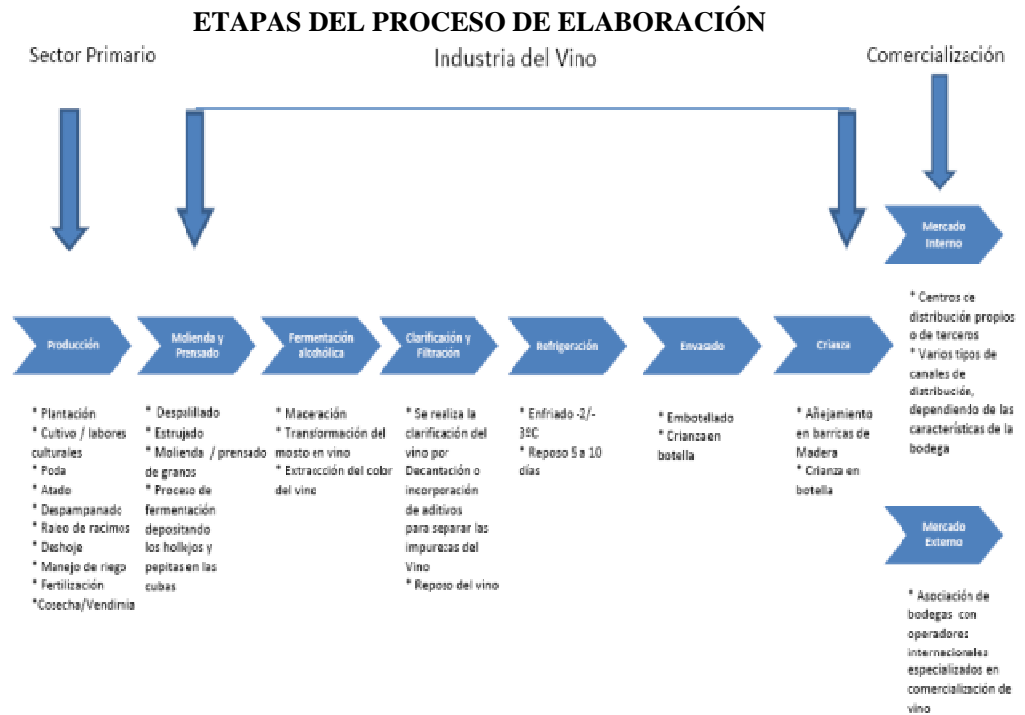 ETAPAS DEL PROCESO DE ELABORACIÓN
Sector Primario
Industria del Vino
Comercialización
Producción
Molienda y
Prensado
Fermentación
alcohólica
Clarificación y
Filtración
Refrigeración
Envasado
Crianza
Mercado
Interno
* Plantación
* Cultivo / labores
culturales
* Poda
* Atado
* Despampanado
* Raleo de racimos
* Deshoje
* Manejo de riego
* Fertilización
*Cosecha/Vendimia
* Despalillado
* Estrujado
* Molienda / prensado
de granos
* Proceso de
fermentación
depositando
los hollejos y
pepitas en las
cubas
* Maceración
* Transformación del
mosto en vino
* Extracción del color
del vino
* Se realiza la
clarificación del
vino por
Decantación o
incorporación
de aditivos
para separar las
impurezas del
Vino
* Reposo del vino
* Enfriado -2/-
3ºC
* Reposo 5 a 10
días
* Embotellado
* Crianza en
botella
* Añejamiento
en barricas de
Madera
* Crianza en
botella
* Centros de
distribución propios
o de terceros
* Varios tipos de
canales de
distribución,
dependiendo de las
características de la
bodega
Mercado
Externo
* Asociación de
bodegas con
operadores
internacionales
especializados en
comercialización de
vino